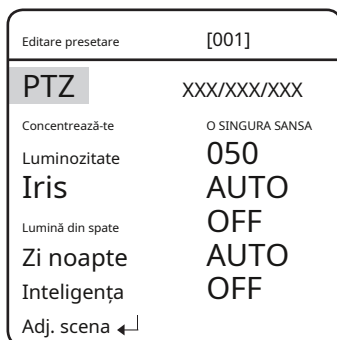 Editare presetare [001]
PTZ XXX/XXX/XXX
Concentrează-te O SINGURA SANSA
Luminozitate 050
Iris AUTO
Lumină din spate OFF
Zi noapte AUTO
Inteligența OFF
Adj. scena ↵